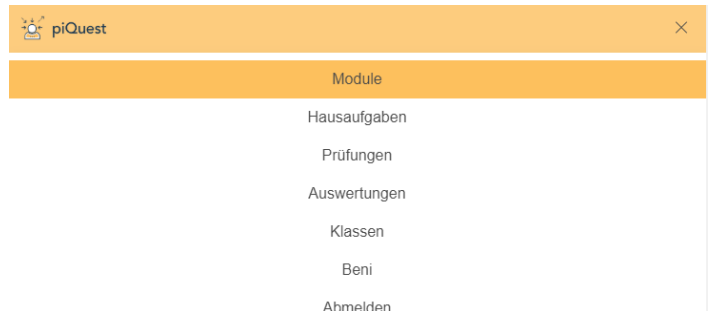 piQuest
Module
Hausaufgaben
Prüfungen
Auswertungen
Klassen
Beni
Abmelden